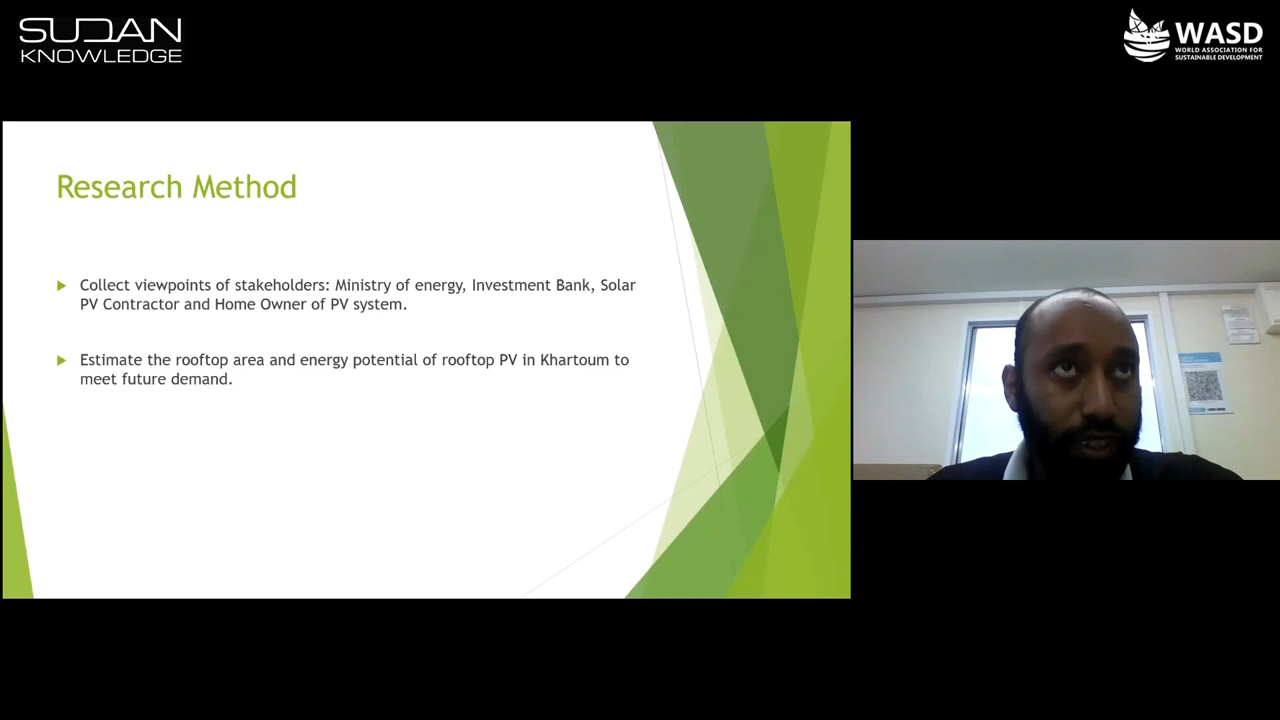 SUDAN
KNOWLEDGE
WASD
WORLD ASSOCIATION FOR
SUSTAINABLE DEVELOPMENT
Research Method
Collect viewpoints of stakeholders: Ministry of energy, Investment Bank, Solar
PV Contractor and Home Owner of PV system.
Estimate the rooftop area and energy potential of rooftop PV in Khartoum to
meet future demand.